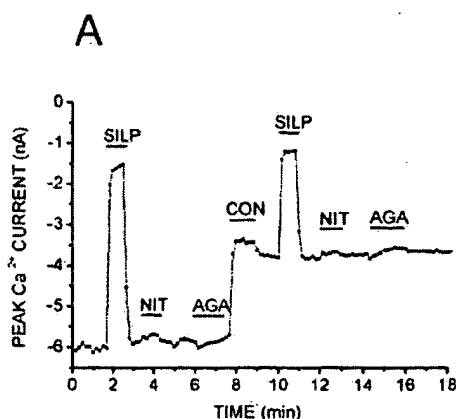 A
SILP
SILP
CON
NIT
AGA
NIT
AGA
PEAK Ca²⁺ CURRENT (nA)
-0
-1
-2
-3
-4
-5
-6
0 2 4 6 8 10 12 14 16 18
TIME (min)